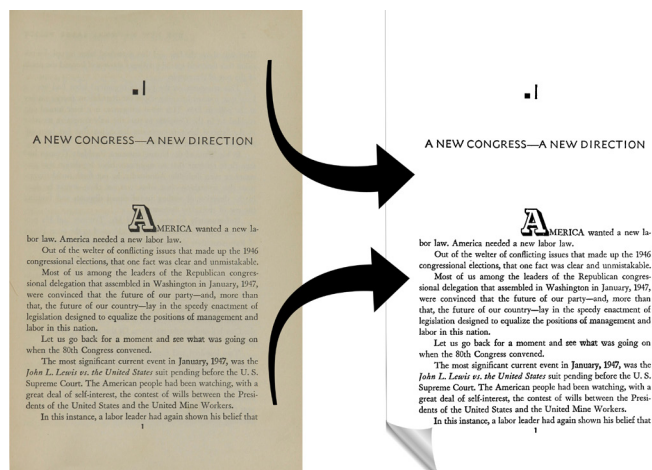 .1
A NEW CONGRESS—A NEW DIRECTION
AMERICA wanted a new la-
bor law. America needed a new labor law.
Out of the welter of conflicting issues that made up the 1946
congressional elections, that one fact was clear and unmistakable.
Most of us among the leaders of the Republican congres-
sional delegation that assembled in Washington in January, 1947,
were convinced that the future of our party—and, more than
that, the future of our country—lay in the speedy enactment of
legislation designed to equalize the positions of management and
labor in this nation.
Let us go back for a moment and see what was going on
when the 80th Congress convened.
The most significant current event in January, 1947, was the
John L. Lewis vs. the United States suit pending before the U. S.
Supreme Court. The American people had been watching, with a
great deal of self-interest, the contest of wills between the Presi-
dents of the United States and the United Mine Workers.
In this instance, a labor leader had again shown his belief that
1
.1
A NEW CONGRESS—A NEW DIRECTION
AMERICA wanted a new la-
bor law. America needed a new labor law.
Out of the welter of conflicting issues that made up the 1946
congressional elections, that one fact was clear and unmistakable.
Most of us among the leaders of the Republican congres-
sional delegation that assembled in Washington in January, 1947,
were convinced that the future of our party—and, more than
that, the future of our country—lay in the speedy enactment of
legislation designed to equalize the positions of management and
labor in this nation.
Let us go back for a moment and see what was going on
when the 80th Congress convened.
The most significant current event in January, 1947, was the
John L. Lewis vs. the United States suit pending before the U. S.
Supreme Court. The American people had been watching, with a
great deal of self-interest, the contest of wills between the Presi-
dents of the United States and the United Mine Workers.
In this instance, a labor leader had again shown his belief that
1